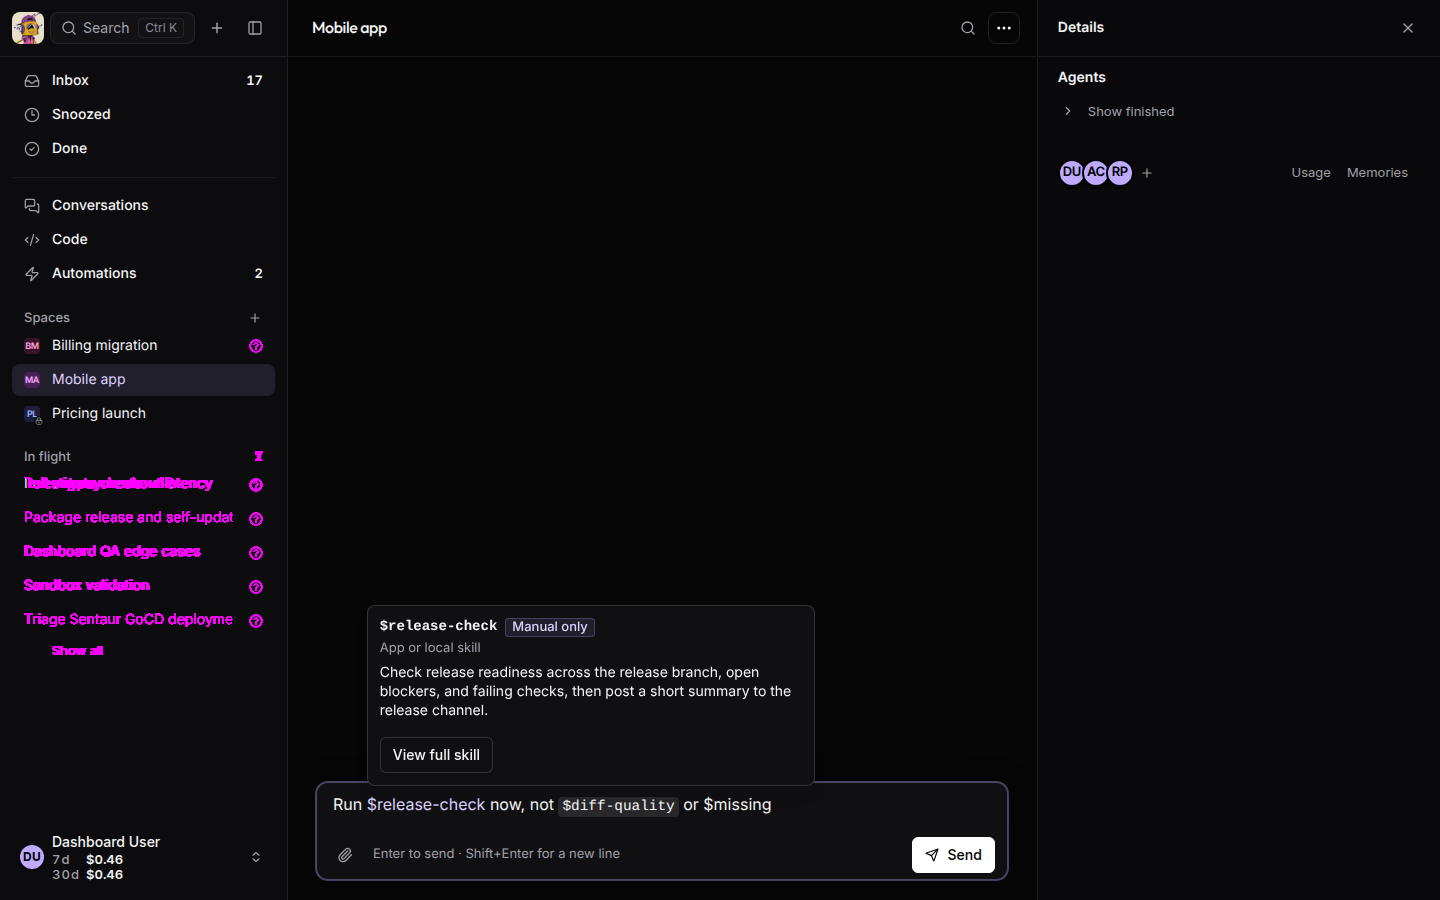 Search Ctrl K
Inbox 17
Snoozed
Done
Conversations
Code
Automations 2
Spaces
BM Billing migration
MA Mobile app
PL Pricing launch
In flight
Package release and self-updat
Dashboard QA edge cases
Sandbox validation
Triage Sentaur GoCD deployme
Show all
DU Dashboard User
7d $0.46
30d $0.46
Mobile app
$release-check Manual only
App or local skill
Check release readiness across the release branch, open
blockers, and failing checks, then post a short summary to the
release channel.
View full skill
Run $release-check now, not $diff-quality or $missing
Enter to send · Shift+Enter for a new line
Send
Details
Agents
Show finished
DU AC RP
Usage Memories